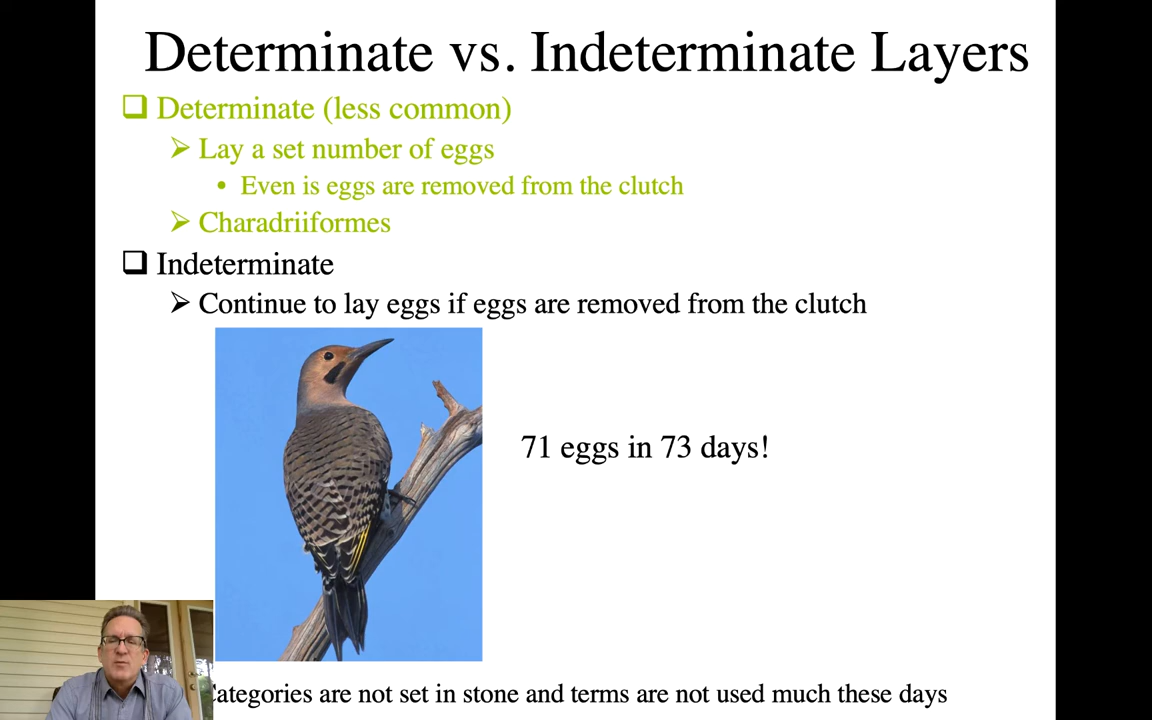 Determinate vs. Indeterminate Layers
❑ Determinate (less common)
➢ Lay a set number of eggs
• Even is eggs are removed from the clutch
➢ Charadriiformes
❑ Indeterminate
➢ Continue to lay eggs if eggs are removed from the clutch
71 eggs in 73 days!
Categories are not set in stone and terms are not used much these days